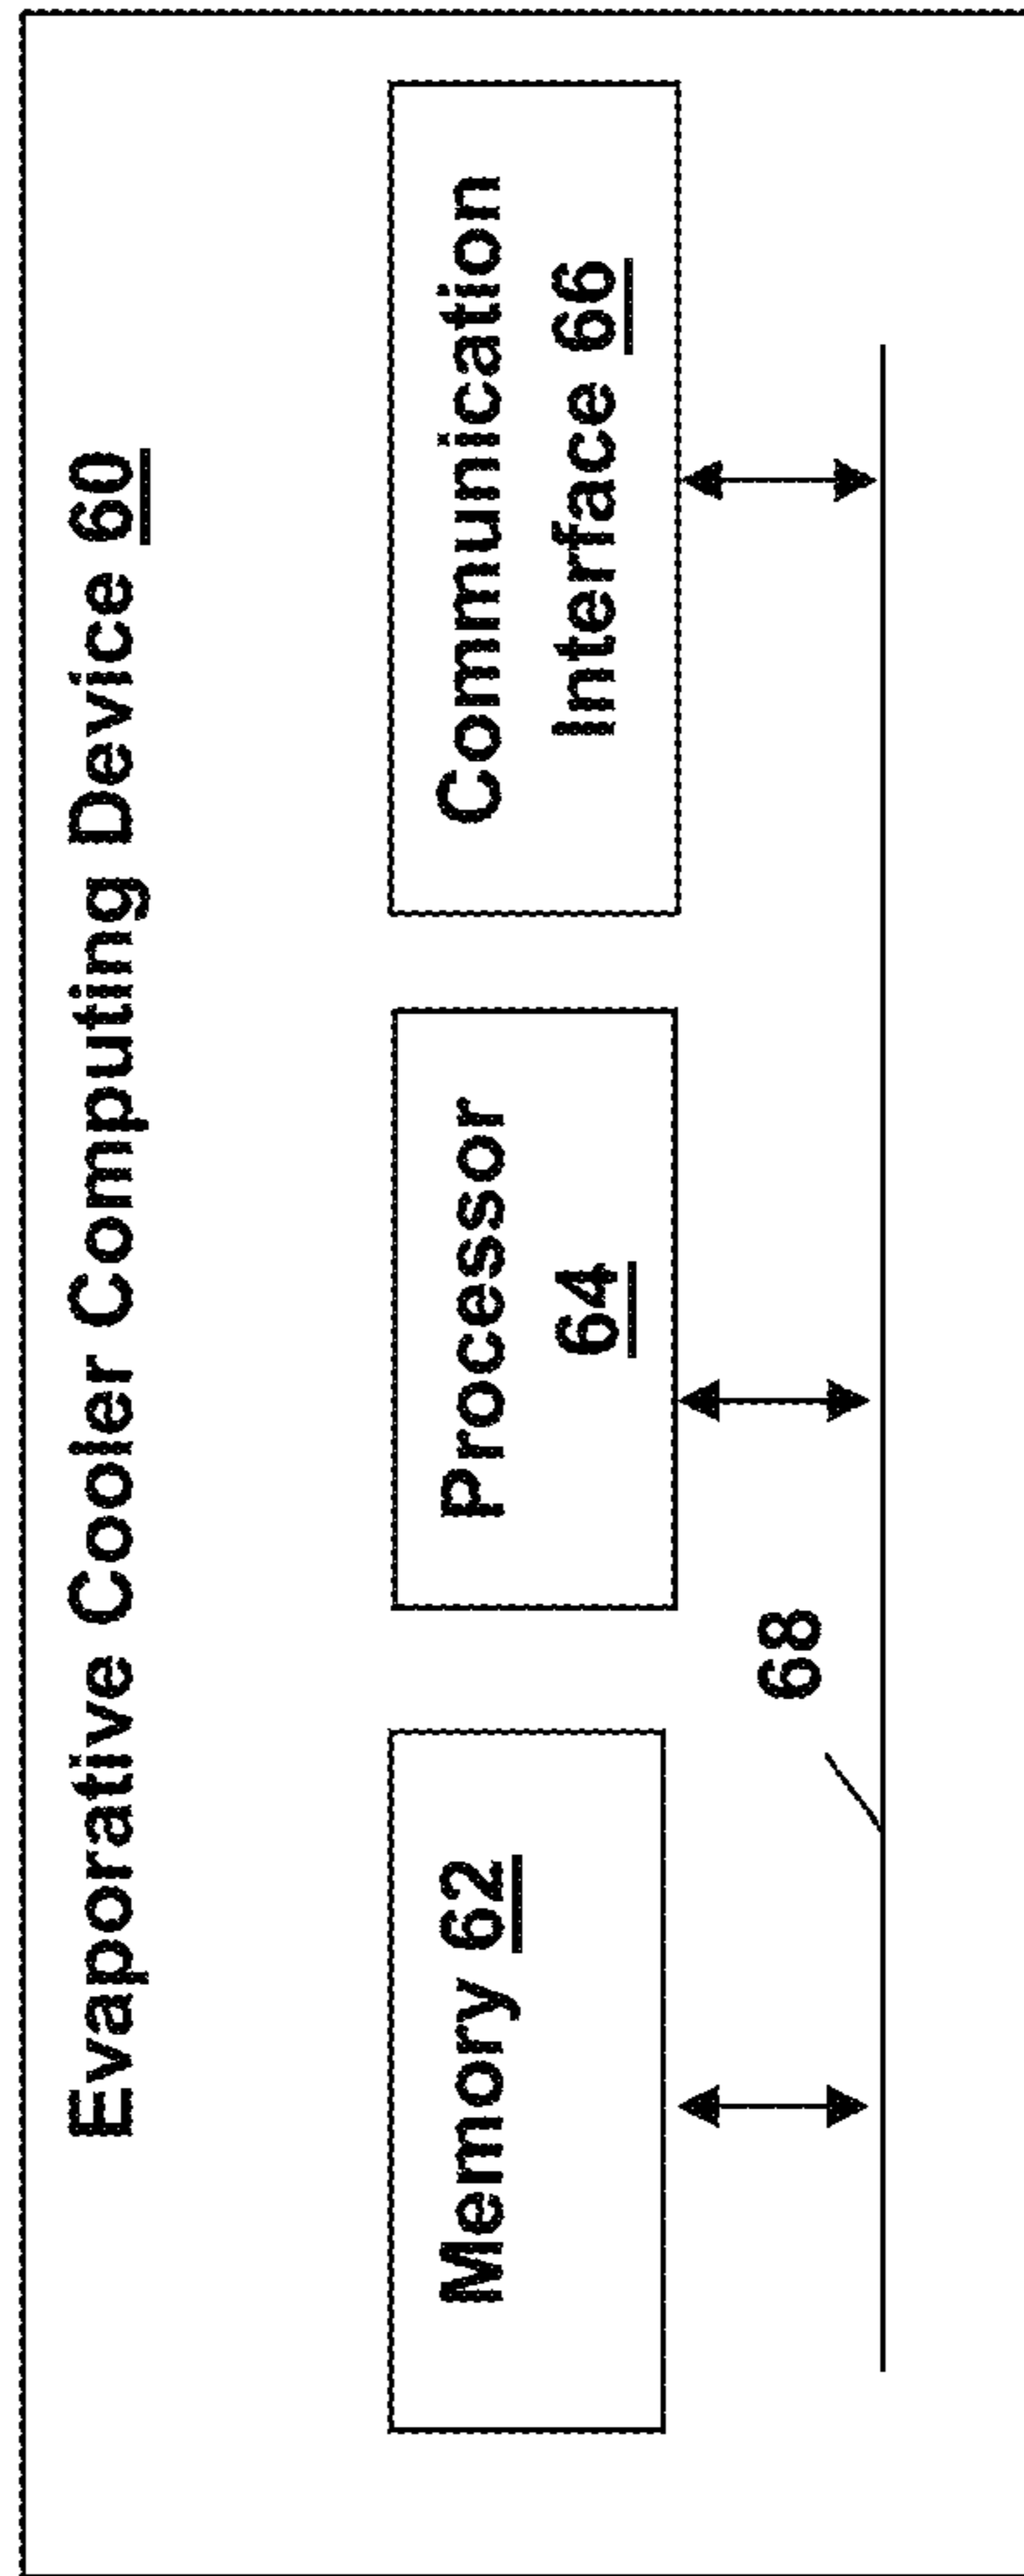 Evaporative Cooler Computing Device 60
Memory 62
Processor
64
Communication
Interface 66
68